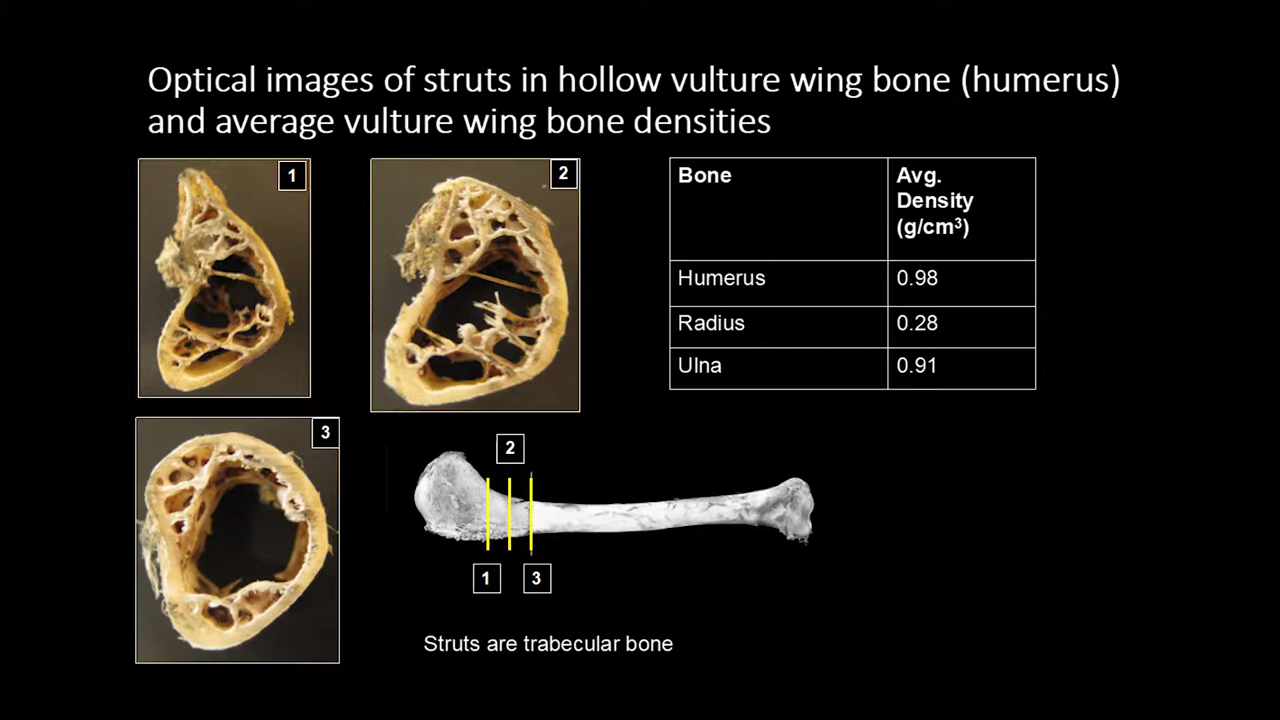 Optical images of struts in hollow vulture wing bone (humerus)
and average vulture wing bone densities
1
2
3
Bone
Avg.
Density
(g/cm³)
Humerus 0.98
Radius 0.28
Ulna 0.91
2
1
3
Struts are trabecular bone